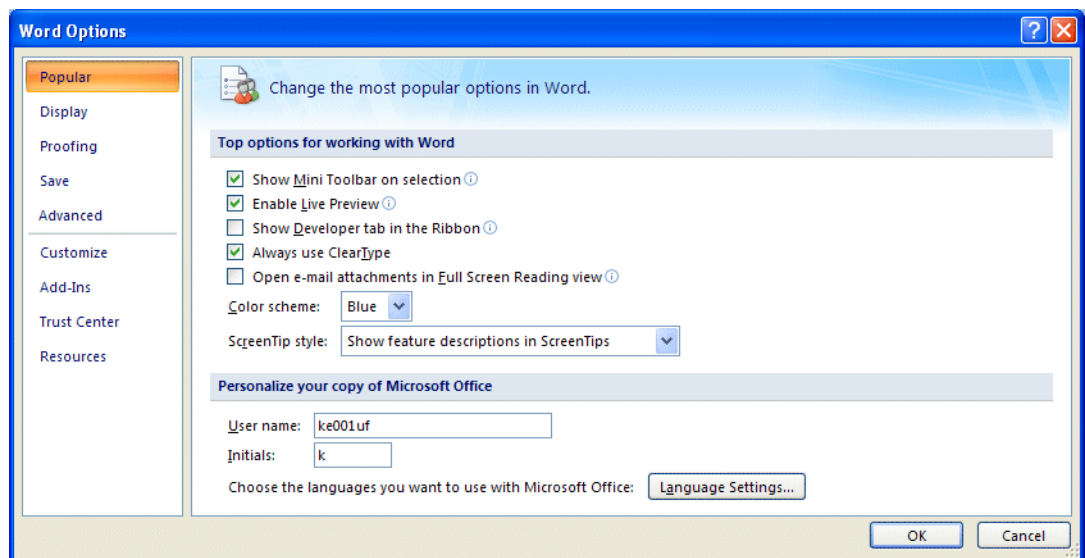 Word Options
Popular
Display
Proofing
Save
Advanced
Customize
Add-Ins
Trust Center
Resources
Change the most popular options in Word.
Top options for working with Word
Show Mini Toolbar on selection
Enable Live Preview
Show Developer tab in the Ribbon
Always use ClearType
Open e-mail attachments in Full Screen Reading view
Color scheme: Blue
ScreenTip style: Show feature descriptions in ScreenTips
Personalize your copy of Microsoft Office
User name: ke001uf
Initials: k
Choose the languages you want to use with Microsoft Office: Language Settings...
OK Cancel